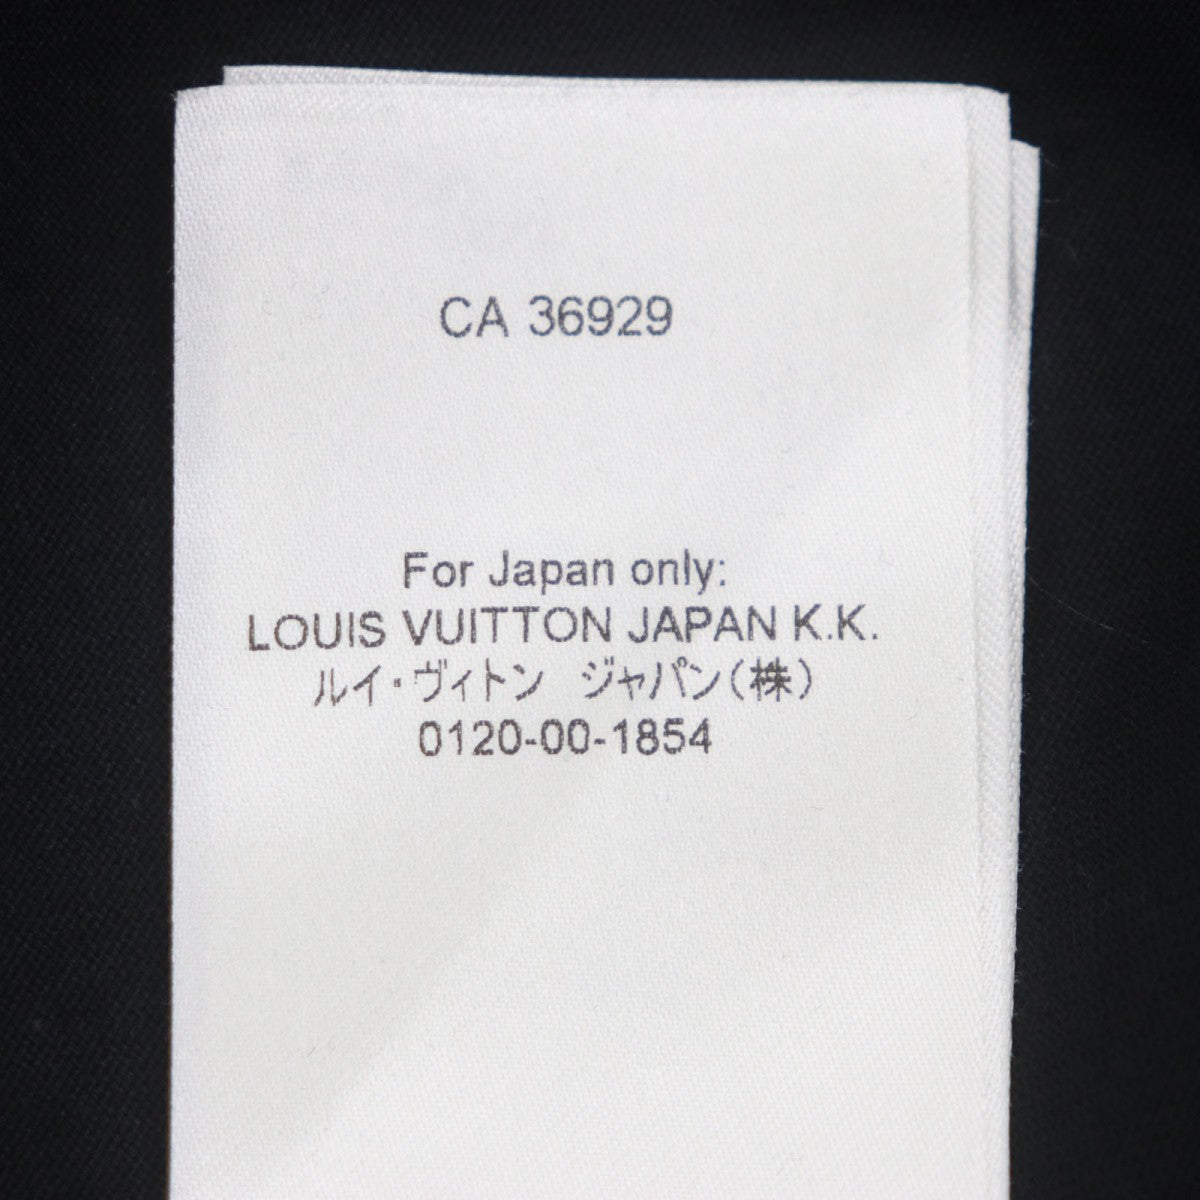 CA 36929
For Japan only:
LOUIS VUITTON JAPAN K.K.
ルイ・ヴィトン ジャパン(株)
0120-00-1854